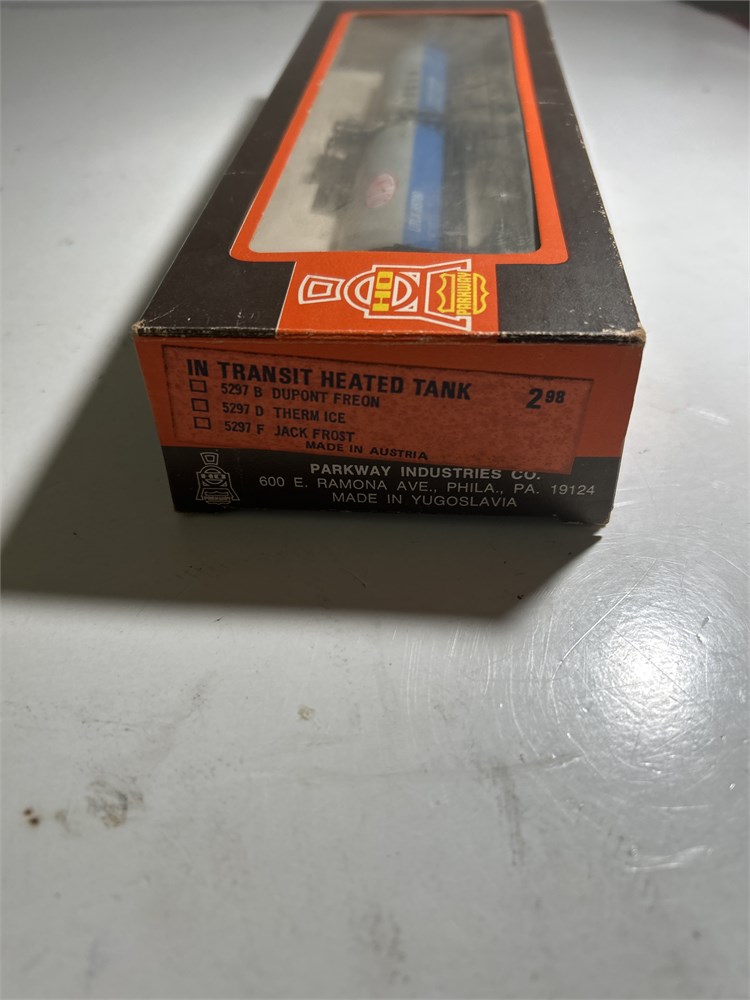 HO
PARKWAY
IN TRANSIT HEATED TANK 2 98
5297 B DUPONT FREON
5297 D THERM ICE
5297 F JACK FROST
MADE IN AUSTRIA
PARKWAY INDUSTRIES CO.
600 E. RAMONA AVE., PHILA., PA. 19124
MADE IN YUGOSLAVIA